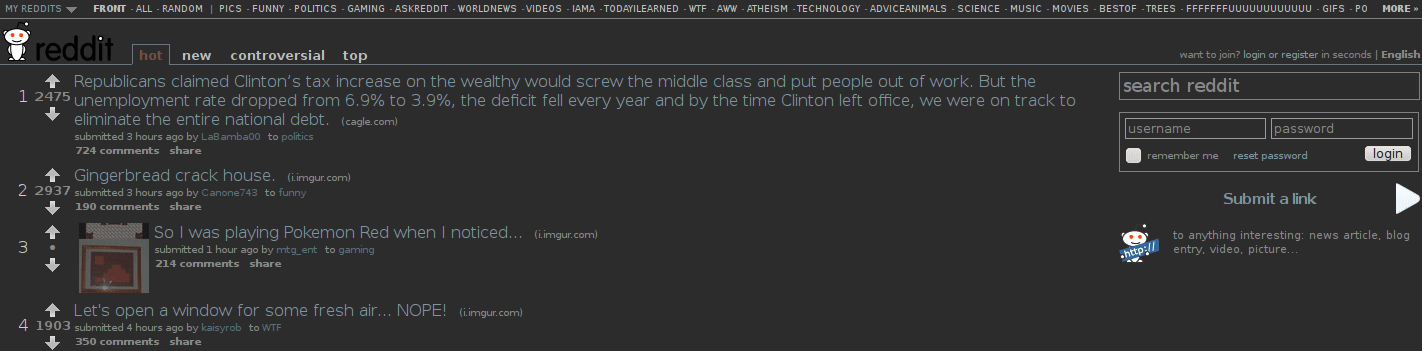 MY REDDITS FRONT - ALL - RANDOM | PICS - FUNNY - POLITICS - GAMING - ASKREDDIT - WORLDNEWS - VIDEOS - IAMA - TODAYILEARNED - WTF - AWW - ATHEISM - TECHNOLOGY - ADVICEANIMALS - SCIENCE - MUSIC - MOVIES - BESTOF - TREES - FFFFFFFUUUUUUUUUUUU - GIFS - PO MORE »
reddit hot new controversial top
want to join? login or register in seconds | English
1 2475 Republicans claimed Clinton's tax increase on the wealthy would screw the middle class and put people out of work. But the
unemployment rate dropped from 6.9% to 3.9%, the deficit fell every year and by the time Clinton left office, we were on track to
eliminate the entire national debt. (cagle.com)
submitted 3 hours ago by LaBamba00 to politics
724 comments share
2 2937 Gingerbread crack house. (i.imgur.com)
submitted 3 hours ago by Canone743 to funny
190 comments share
3 • So I was playing Pokemon Red when I noticed... (i.imgur.com)
submitted 1 hour ago by mtg_ent to gaming
214 comments share
4 1903 Let's open a window for some fresh air... NOPE! (i.imgur.com)
submitted 4 hours ago by kaisyrob to WTF
350 comments share
search reddit
username password
remember me reset password login
Submit a link
http://
to anything interesting: news article, blog
entry, video, picture...